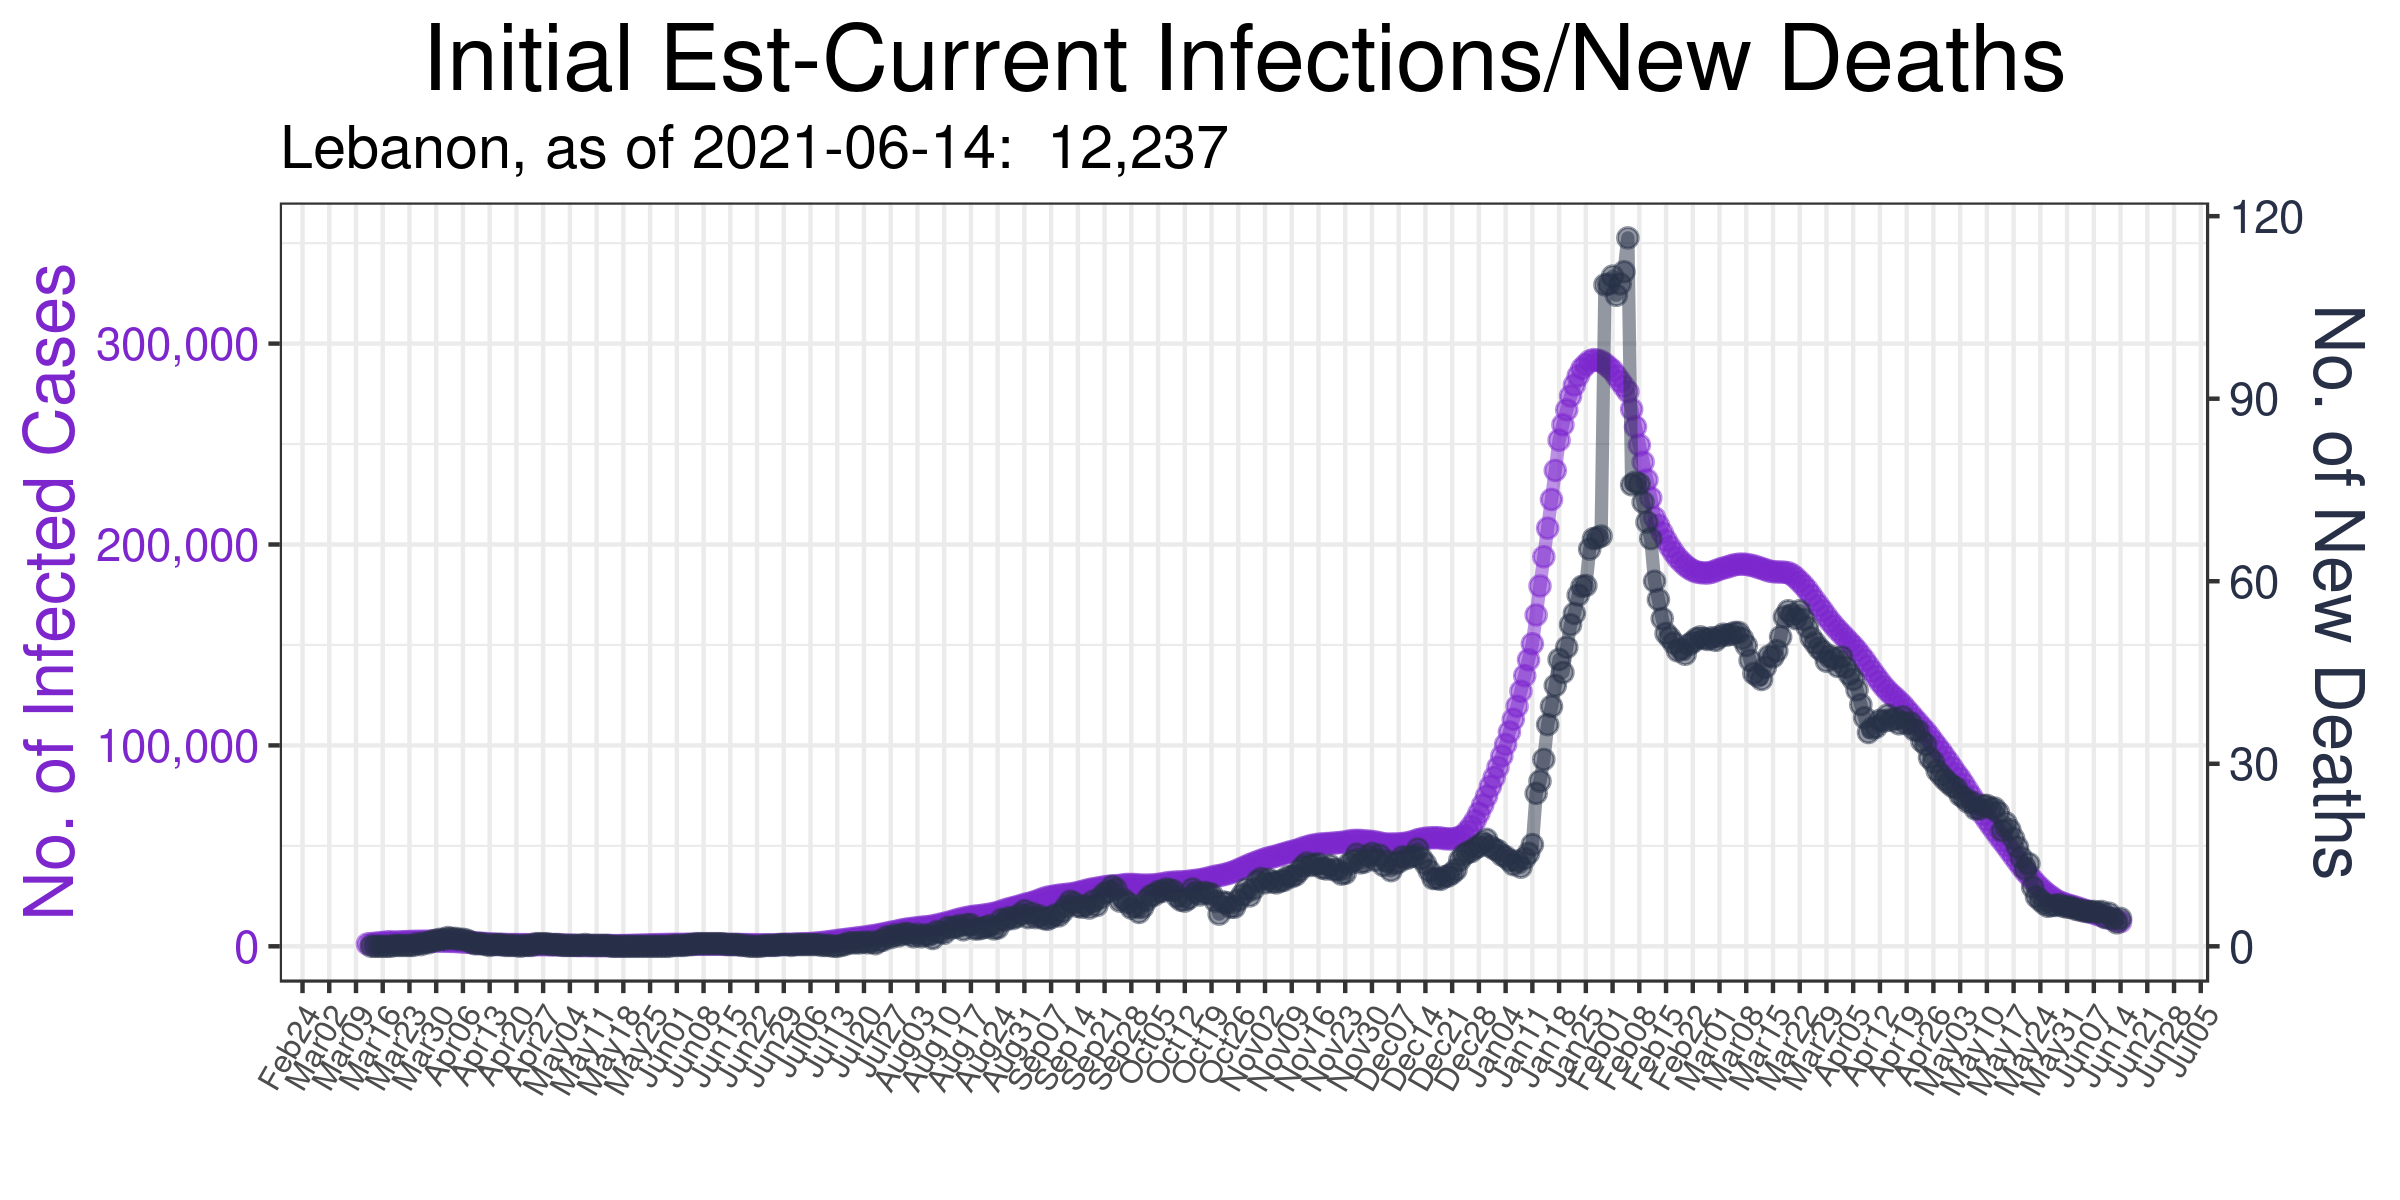 Initial Est-Current Infections/New Deaths
Lebanon, as of 2021-06-14:  12,237
No. of Infected Cases
300,000
200,000
100,000
0
120
90
60
30
0
No. of New Deaths
Feb24
Mar02
Mar09
Mar16
Mar23
Mar30
Apr06
Apr13
Apr20
Apr27
May04
May11
May18
May25
Jun01
Jun08
Jun15
Jun22
Jun29
Jul06
Jul13
Jul20
Jul27
Aug03
Aug10
Aug17
Aug24
Aug31
Sep07
Sep14
Sep21
Sep28
Oct05
Oct12
Oct19
Oct26
Nov02
Nov09
Nov16
Nov23
Nov30
Dec07
Dec14
Dec21
Dec28
Jan04
Jan11
Jan18
Jan25
Feb01
Feb08
Feb15
Feb22
Mar01
Mar08
Mar15
Mar22
Mar29
Apr05
Apr12
Apr19
Apr26
May03
May10
May17
May24
May31
Jun07
Jun14
Jun21
Jun28
Jul05